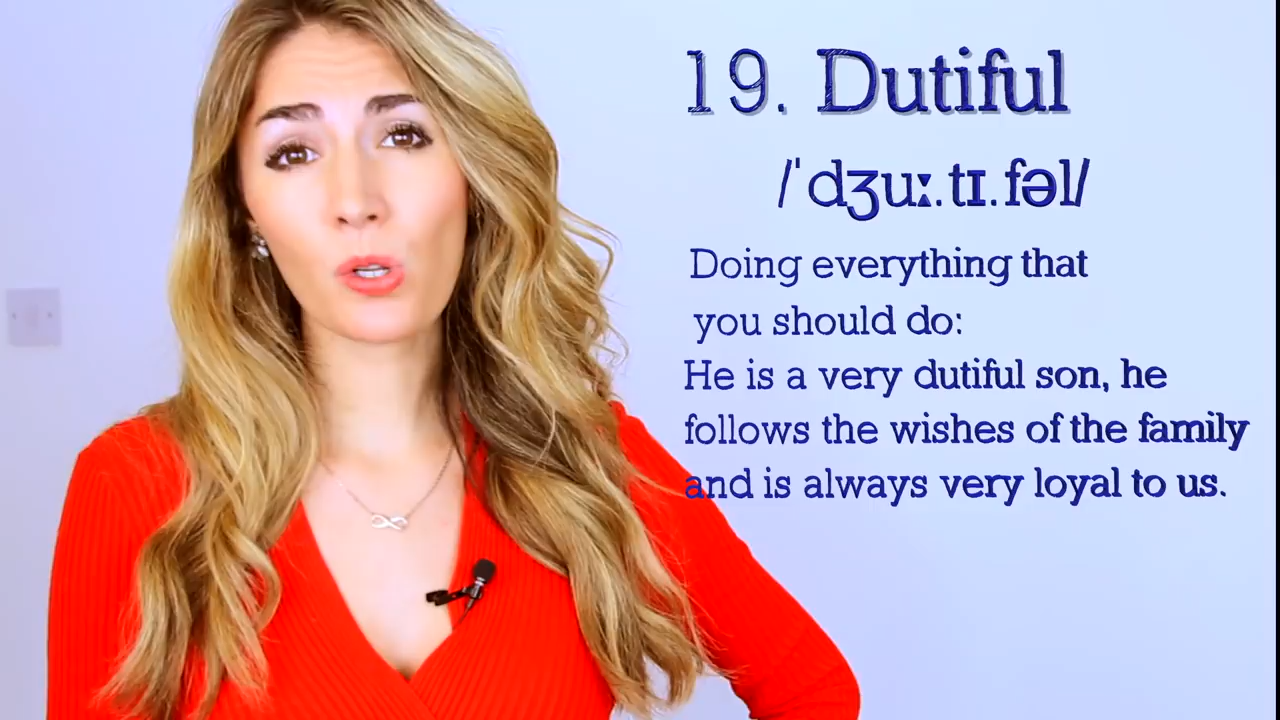 19. Dutiful
/ˈdʒuː.tɪ.fəl/
Doing everything that
you should do:
He is a very dutiful son, he
follows the wishes of the family
and is always very loyal to us.